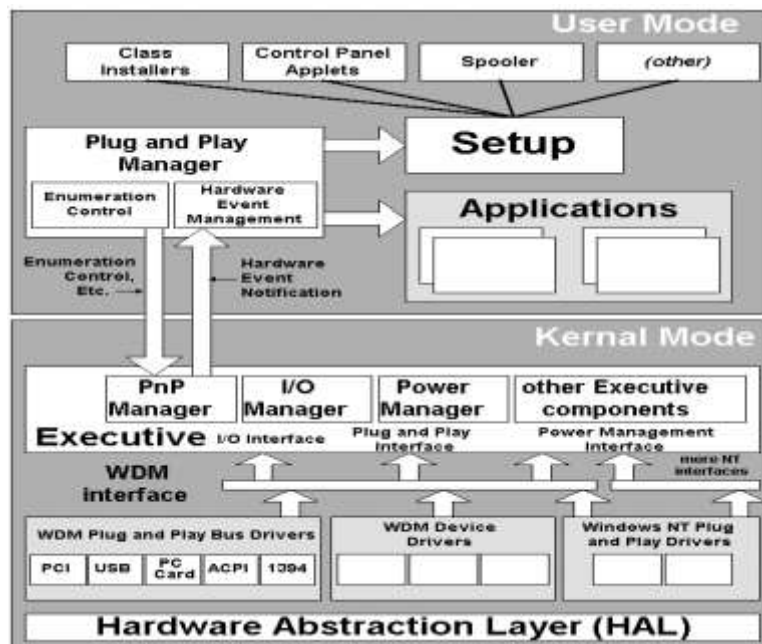 User Mode
Class
Installers
Control Panel
Applets
Spooler
(other)
Plug and Play
Manager
Setup
Enumeration
Control
Hardware
Event
Management
Applications
Enumeration
Control,
Etc.
Hardware
Event
Notification
Kernal Mode
PnP
Manager
I/O
Manager
Power
Manager
other Executive
components
Executive
I/O Interface
Plug and Play
Interface
Power Management
Interface
WDM
interface
more NT
interfaces
WDM Plug and Play Bus Drivers
PCI
USB
PC
Card
ACPI
1394
WDM Device
Drivers
Windows NT Plug
and Play Drivers
Hardware Abstraction Layer (HAL)